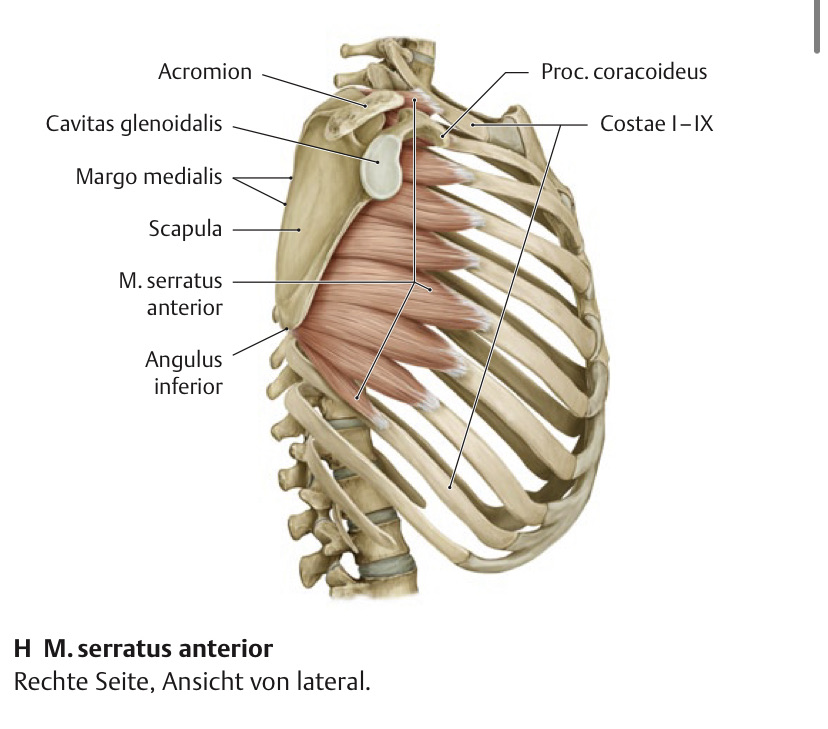 Acromion
Cavitas glenoidalis
Margo medialis
Scapula
M. serratus
anterior
Angulus
inferior
Proc. coracoideus
Costae I–IX
H M. serratus anterior
Rechte Seite, Ansicht von lateral.